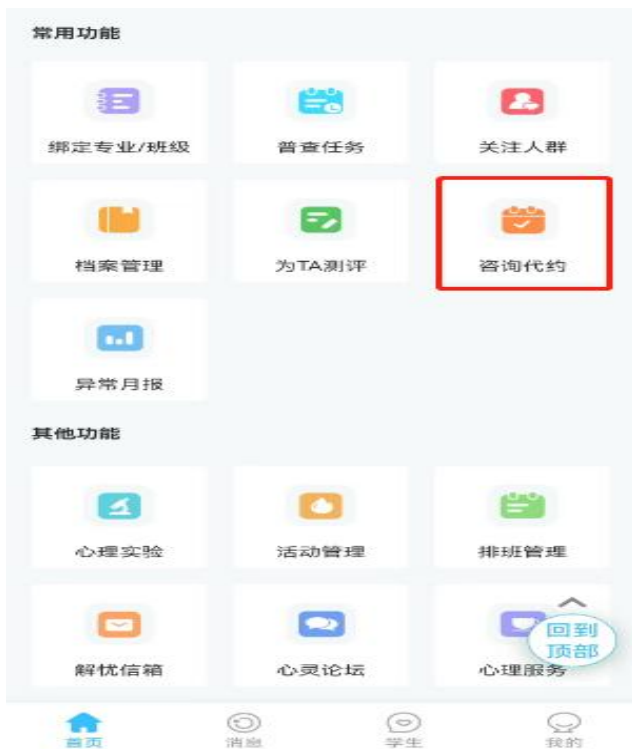 常用功能
绑定专业/班级 普查任务 关注人群
档案管理 为TA测评 咨询代约
异常月报
其他功能
心理实验 活动管理 排班管理
回到
顶部
解忧信箱 心灵论坛 心理服务
首页 消息 学生 我的